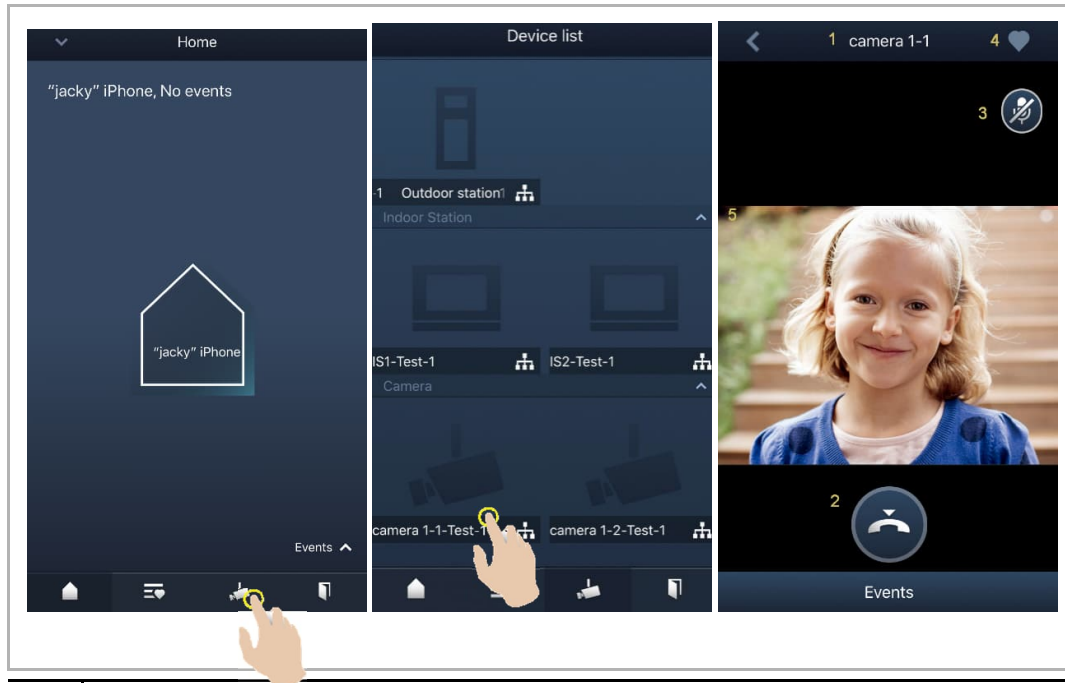 Home
"jacky" iPhone, No events
"jacky" iPhone
Events
Device list
-1 Outdoor station1
Indoor Station
IS1-Test-1
IS2-Test-1
Camera
camera 1-1-Test-1
camera 1-2-Test-1
1 camera 1-1 4
3
5
2
Events